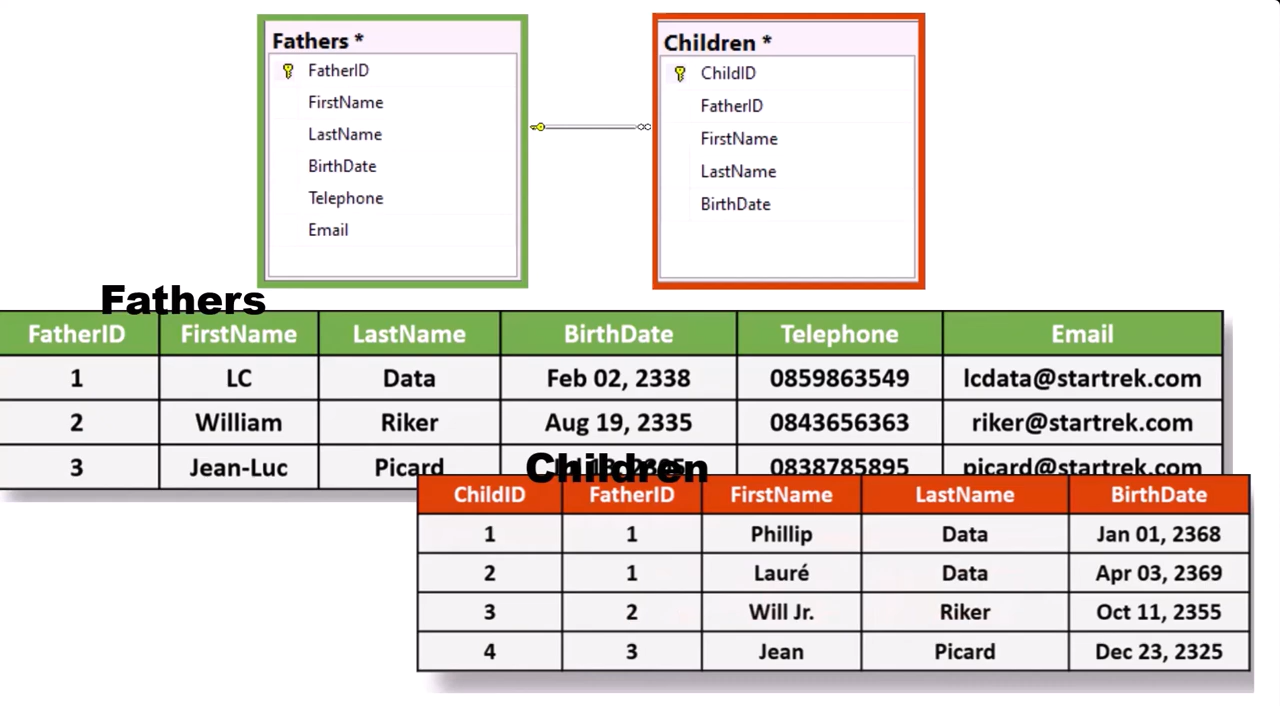 Fathers *
FatherID
FirstName
LastName
BirthDate
Telephone
Email
Children *
ChildID
FatherID
FirstName
LastName
BirthDate
Fathers
FatherID FirstName LastName BirthDate Telephone Email
1 LC Data Feb 02, 2338 0859863549 lcdata@startrek.com
2 William Riker Aug 19, 2335 0843656363 riker@startrek.com
3 Jean-Luc Picard 0838785895 picard@startrek.com
Children
ChildID FatherID FirstName LastName BirthDate
1 1 Phillip Data Jan 01, 2368
2 1 Lauré Data Apr 03, 2369
3 2 Will Jr. Riker Oct 11, 2355
4 3 Jean Picard Dec 23, 2325